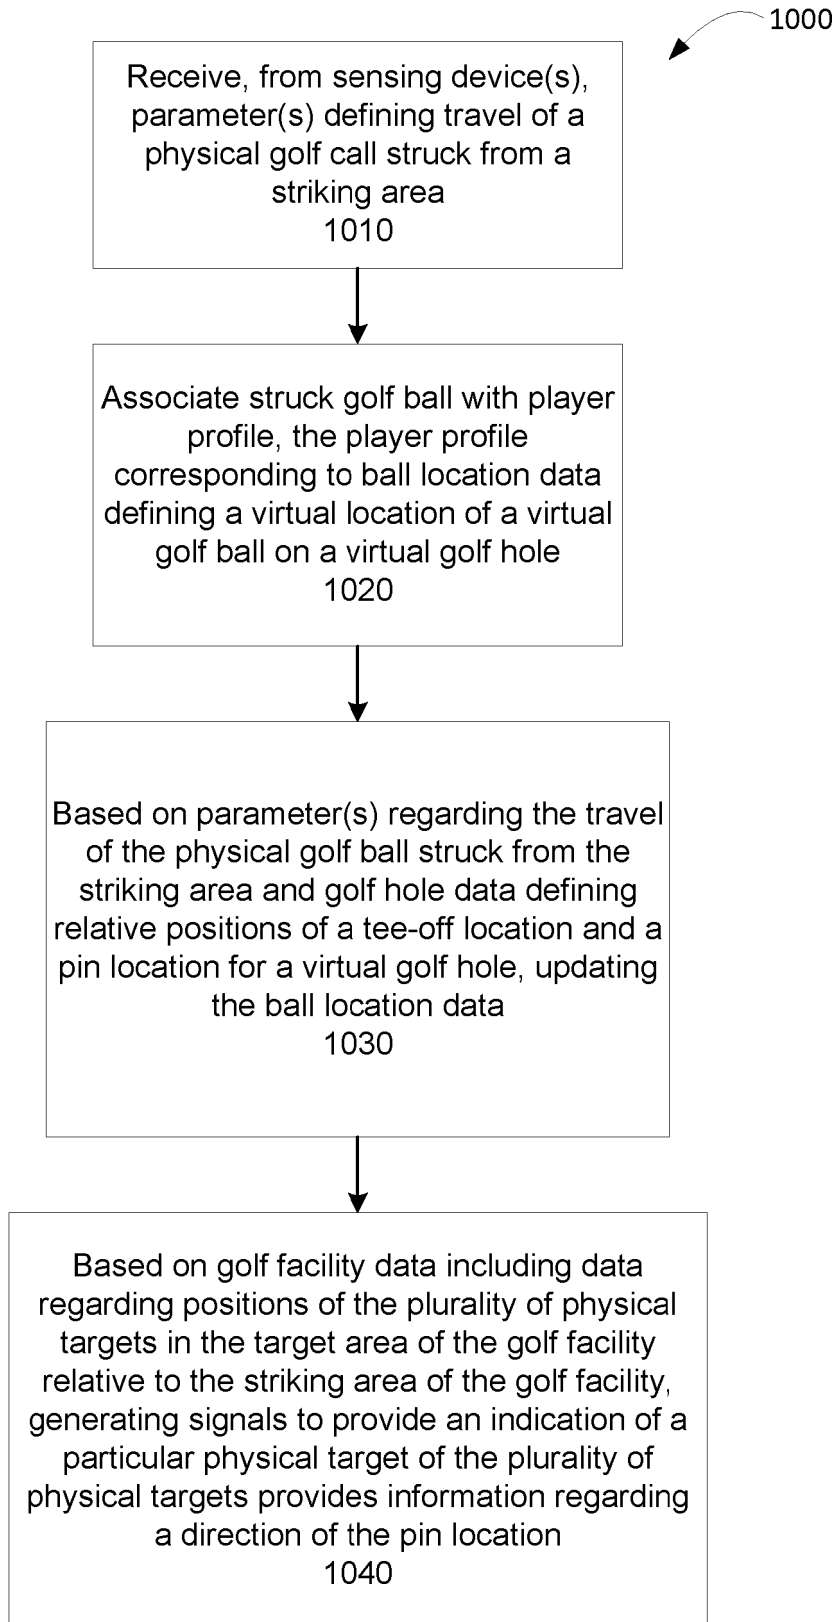 1000
Receive, from sensing device(s),
parameter(s) defining travel of a
physical golf call struck from a
striking area
1010
Associate struck golf ball with player
profile, the player profile
corresponding to ball location data
defining a virtual location of a virtual
golf ball on a virtual golf hole
1020
Based on parameter(s) regarding the travel
of the physical golf ball struck from the
striking area and golf hole data defining
relative positions of a tee-off location and a
pin location for a virtual golf hole, updating
the ball location data
1030
Based on golf facility data including data
regarding positions of the plurality of physical
targets in the target area of the golf facility
relative to the striking area of the golf facility,
generating signals to provide an indication of a
particular physical target of the plurality of
physical targets provides information regarding
a direction of the pin location
1040